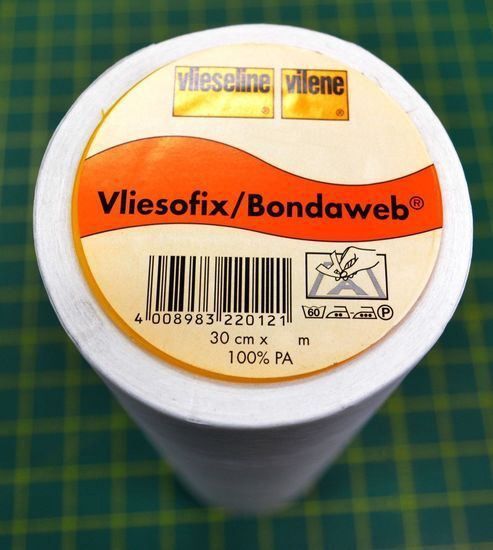 vlieseline® vilene®
Vliesofix/Bondaweb®
4 008983 220121
30 cm x m
100% PA
60 P